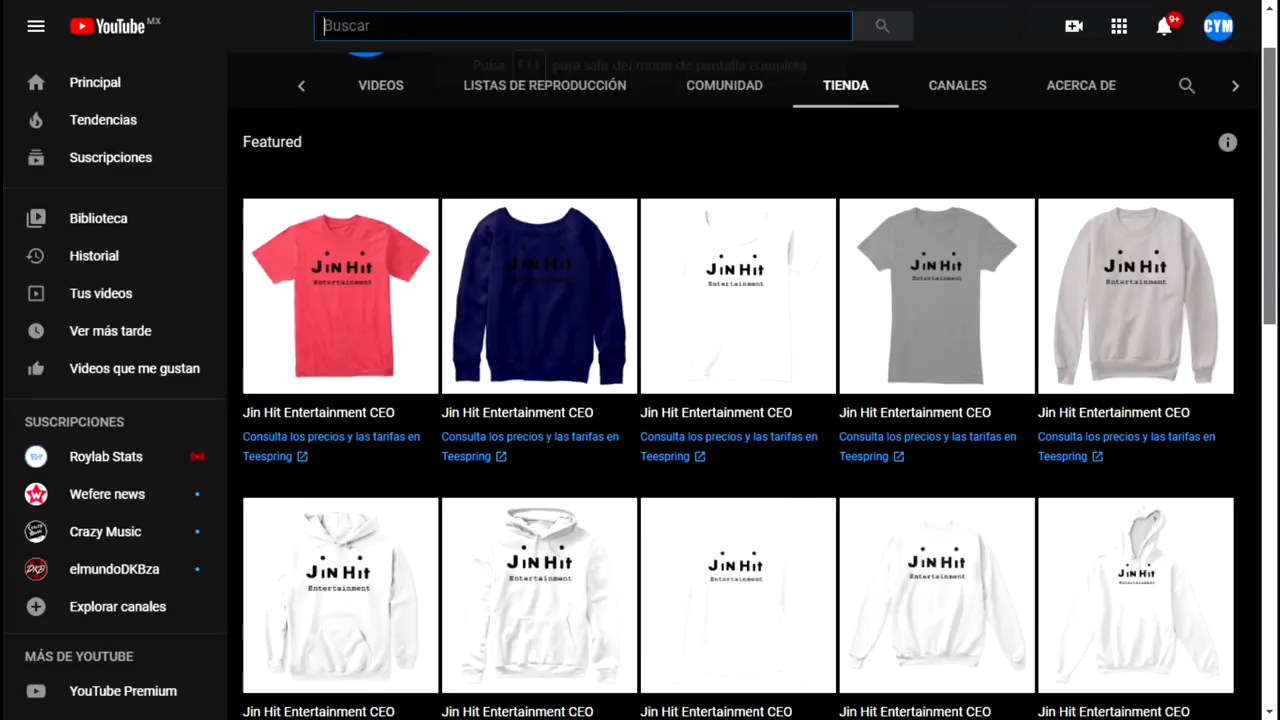 YouTube MX
Buscar
9+
CYM
Pulsa F11 para salir del modo de pantalla completa
Principal
Tendencias
Suscripciones
Biblioteca
Historial
Tus videos
Ver más tarde
Videos que me gustan
SUSCRIPCIONES
Roylab Stats
Wefere news
Crazy Music
elmundoDKBza
Explorar canales
MÁS DE YOUTUBE
YouTube Premium
VIDEOS LISTAS DE REPRODUCCIÓN COMUNIDAD TIENDA CANALES ACERCA DE
Featured
JiN Hit JiN Hit JiN Hit JiN Hit JiN Hit
Entertainment Entertainment Entertainment Entertainment Entertainment
Jin Hit Entertainment CEO Jin Hit Entertainment CEO Jin Hit Entertainment CEO Jin Hit Entertainment CEO Jin Hit Entertainment CEO
Consulta los precios y las tarifas en Consulta los precios y las tarifas en Consulta los precios y las tarifas en Consulta los precios y las tarifas en Consulta los precios y las tarifas en
Teespring Teespring Teespring Teespring Teespring
JiN Hit JiN Hit JiN Hit JiN Hit JiN Hit
Entertainment Entertainment Entertainment Entertainment Entertainment
Jin Hit Entertainment CEO Jin Hit Entertainment CEO Jin Hit Entertainment CEO Jin Hit Entertainment CEO Jin Hit Entertainment CEO